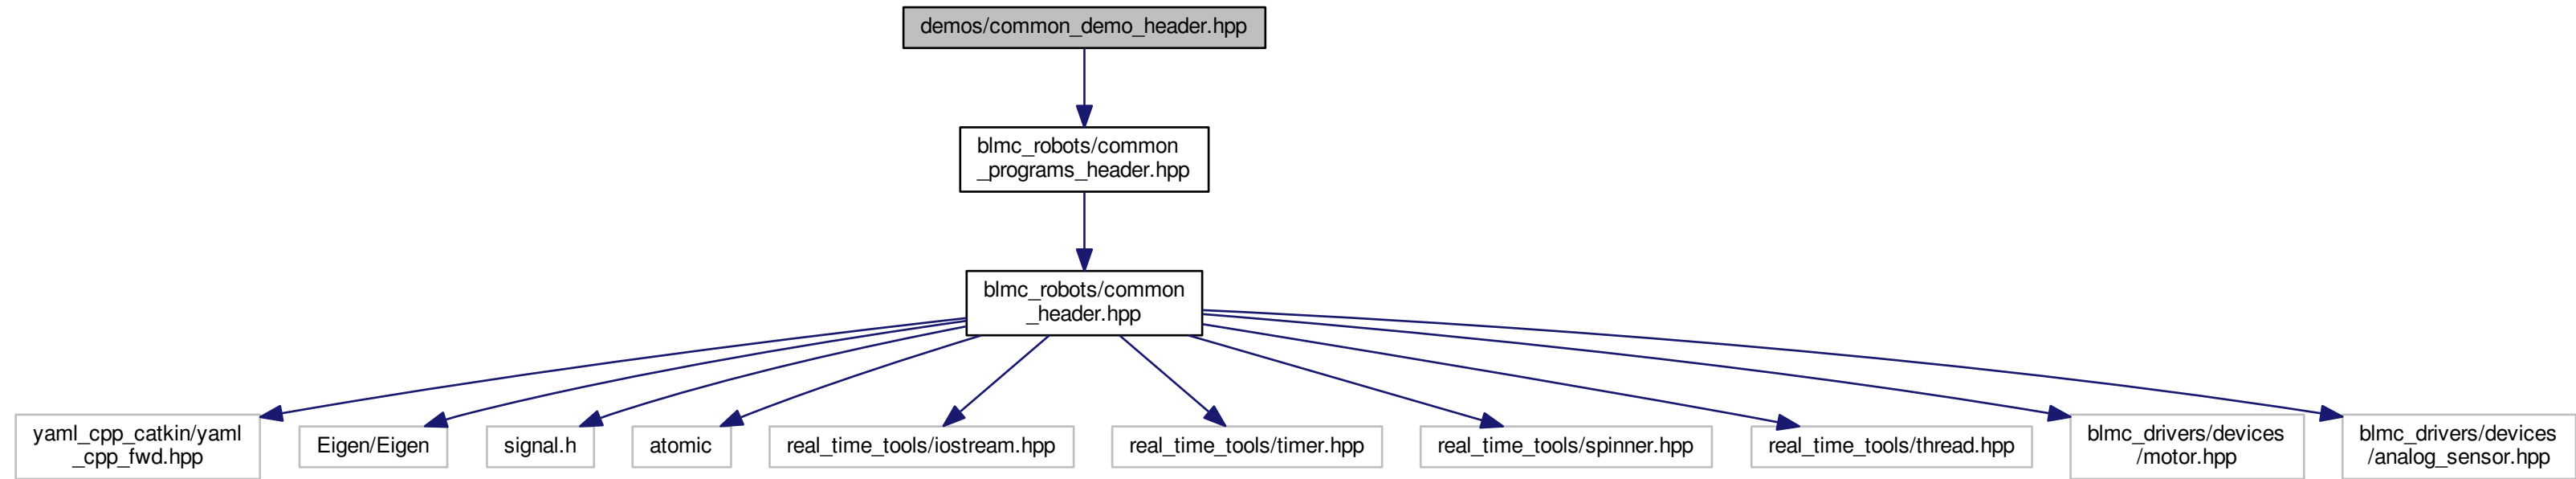 demos/common_demo_header.hpp
blmc_robots/common
_programs_header.hpp
blmc_robots/common
_header.hpp
yaml_cpp_catkin/yaml
_cpp_fwd.hpp
Eigen/Eigen
signal.h
atomic
real_time_tools/iostream.hpp
real_time_tools/timer.hpp
real_time_tools/spinner.hpp
real_time_tools/thread.hpp
blmc_drivers/devices
/motor.hpp
blmc_drivers/devices
/analog_sensor.hpp